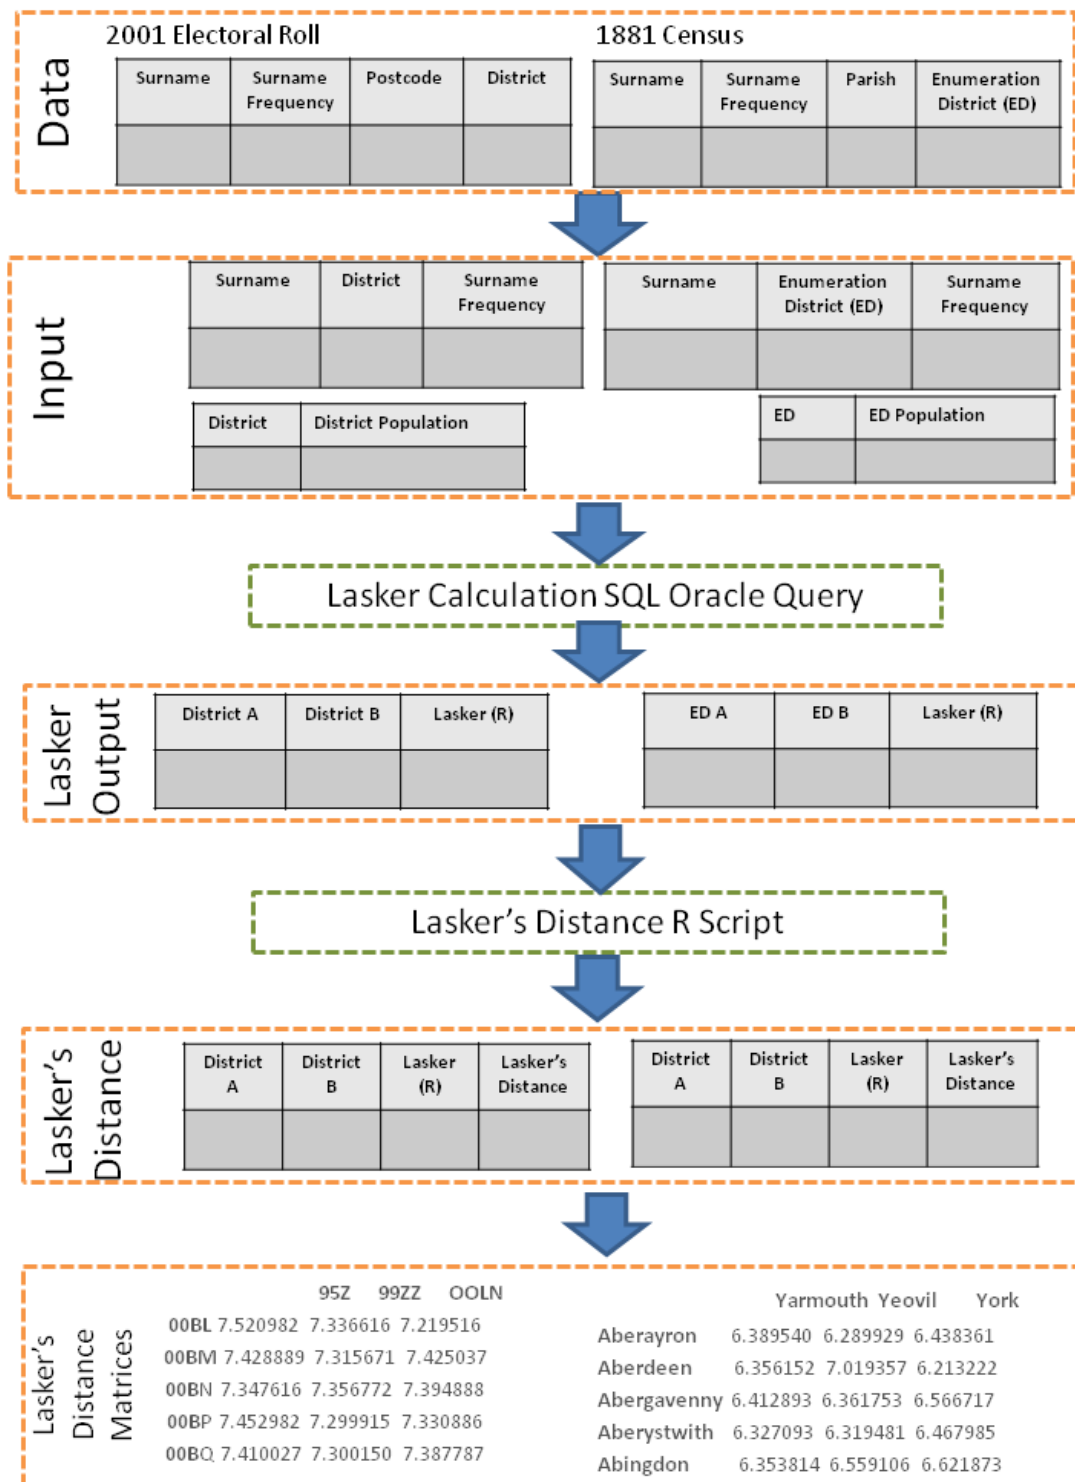 Data
2001 Electoral Roll
Surname Surname Frequency Postcode District
1881 Census
Surname Surname Frequency Parish Enumeration District (ED)
Input
Surname District Surname Frequency
Surname Enumeration District (ED) Surname Frequency
District District Population
ED ED Population
Lasker Calculation SQL Oracle Query
Lasker Output
District A District B Lasker (R)
ED A ED B Lasker (R)
Lasker's Distance R Script
Lasker's Distance
District A District B Lasker (R) Lasker's Distance
District A District B Lasker (R) Lasker's Distance
Lasker's Distance Matrices
95Z 99ZZ OOLN
00BL 7.520982 7.336616 7.219516
00BM 7.428889 7.315671 7.425037
00BN 7.347616 7.356772 7.394888
00BP 7.452982 7.299915 7.330886
00BQ 7.410027 7.300150 7.387787
Yarmouth Yeovil York
Aberayron 6.389540 6.289929 6.438361
Aberdeen 6.356152 7.019357 6.213222
Abergavenny 6.412893 6.361753 6.566717
Aberystwith 6.327093 6.319481 6.467985
Abingdon 6.353814 6.559106 6.621873